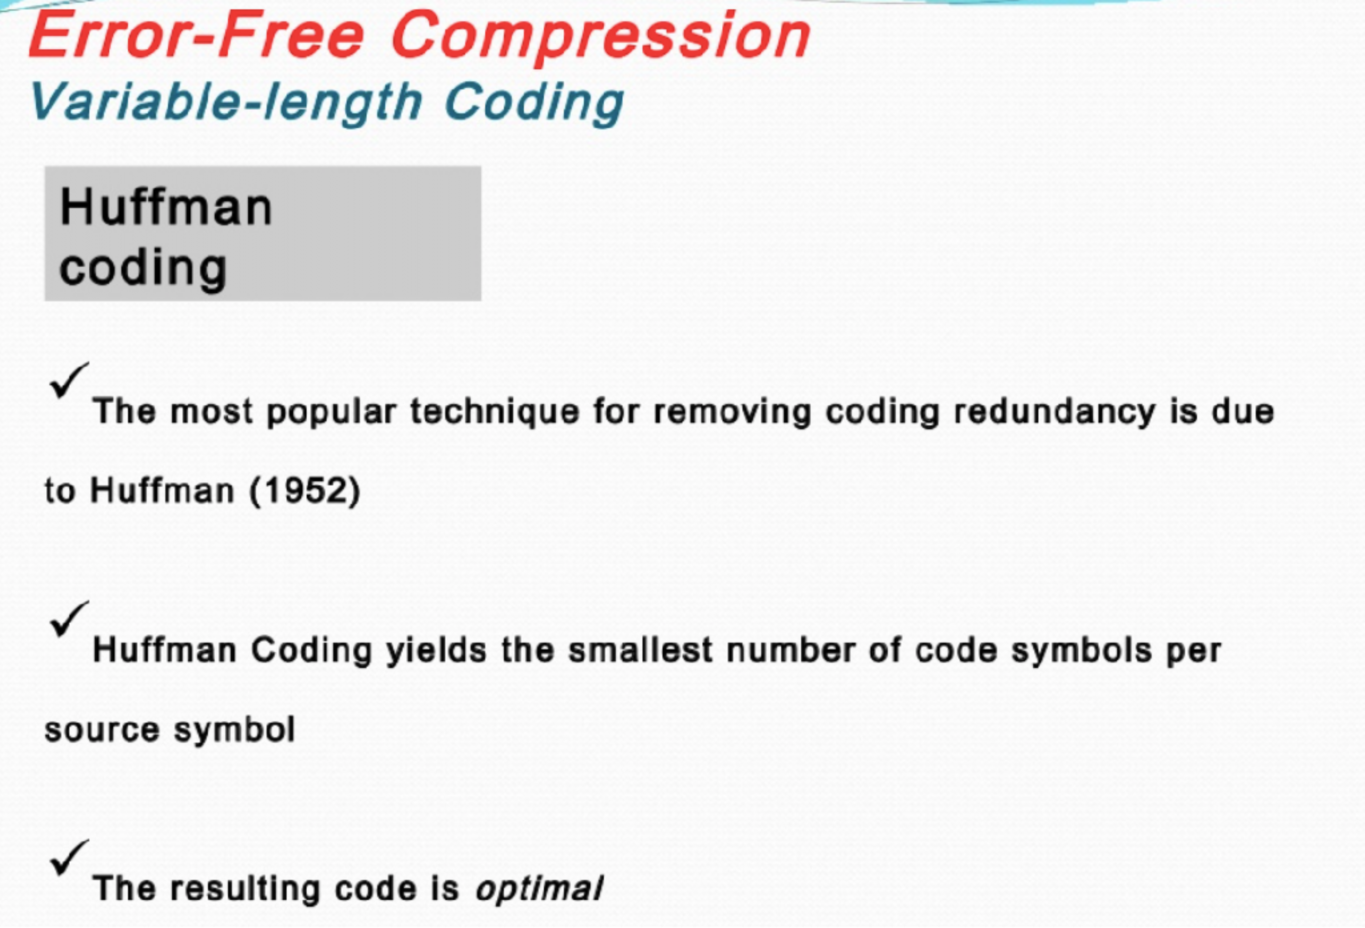 Error-Free Compression
Variable-length Coding
Huffman
coding
✓ The most popular technique for removing coding redundancy is due
to Huffman (1952)
✓ Huffman Coding yields the smallest number of code symbols per
source symbol
✓ The resulting code is optimal